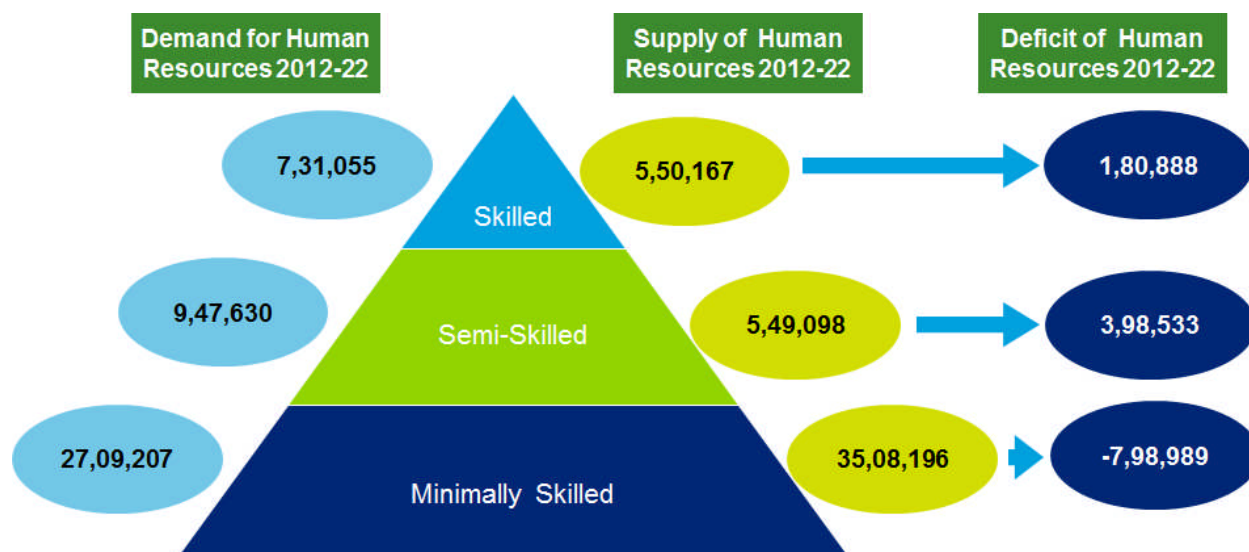 Demand for Human
Resources 2012-22
Supply of Human
Resources 2012-22
Deficit of Human
Resources 2012-22
7,31,055
Skilled
5,50,167
1,80,888
9,47,630
Semi-Skilled
5,49,098
3,98,533
27,09,207
Minimally Skilled
35,08,196
-7,98,989